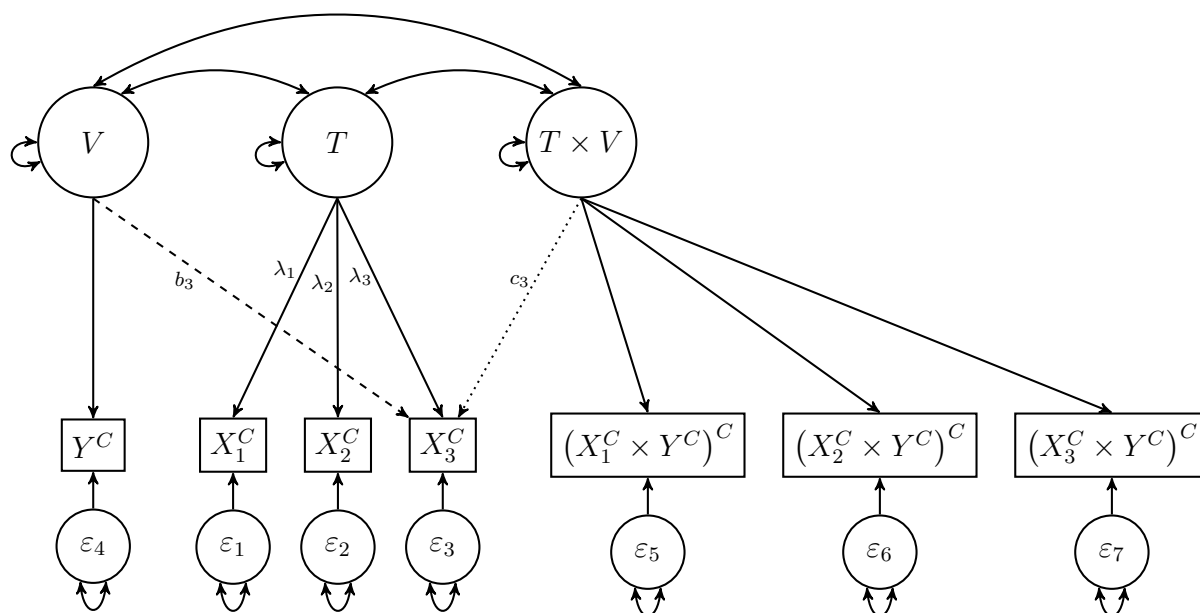 V T T × V
λ₁
b₃ λ₂ λ₃ c₃
Y^C X₁^C X₂^C X₃^C (X₁^C × Y^C)^C (X₂^C × Y^C)^C (X₃^C × Y^C)^C
ε₄ ε₁ ε₂ ε₃ ε₅ ε₆ ε₇